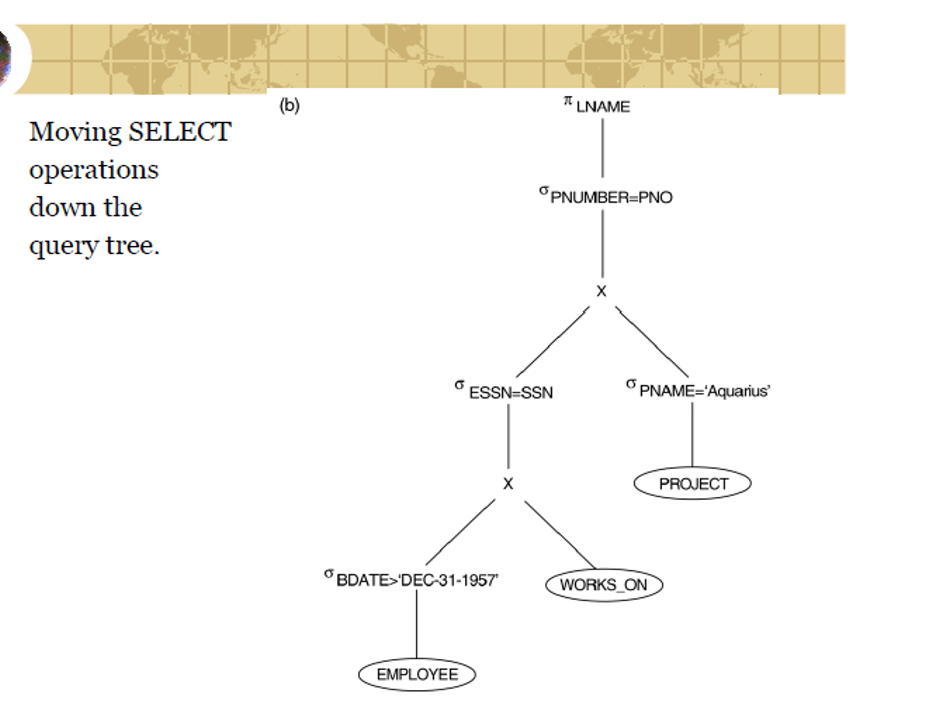 (b)
Moving SELECT
operations
down the
query tree.
π LNAME
σ PNUMBER=PNO
X
σ ESSN=SSN
σ PNAME=‘Aquarius’
X
PROJECT
σ BDATE>‘DEC-31-1957’
WORKS_ON
EMPLOYEE